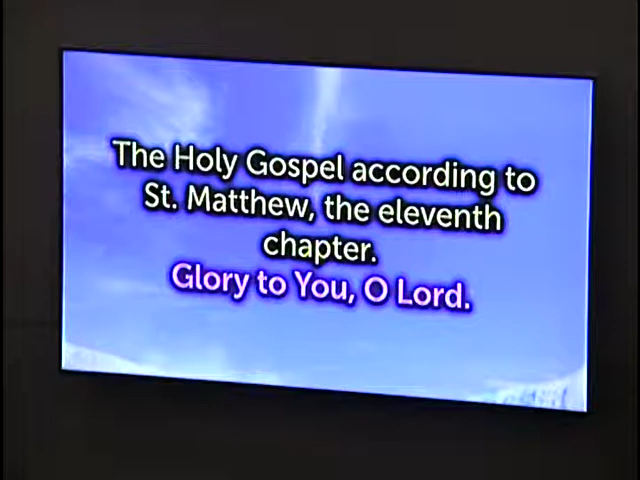 The Holy Gospel according to
St. Matthew, the eleventh
chapter.
Glory to You, O Lord.